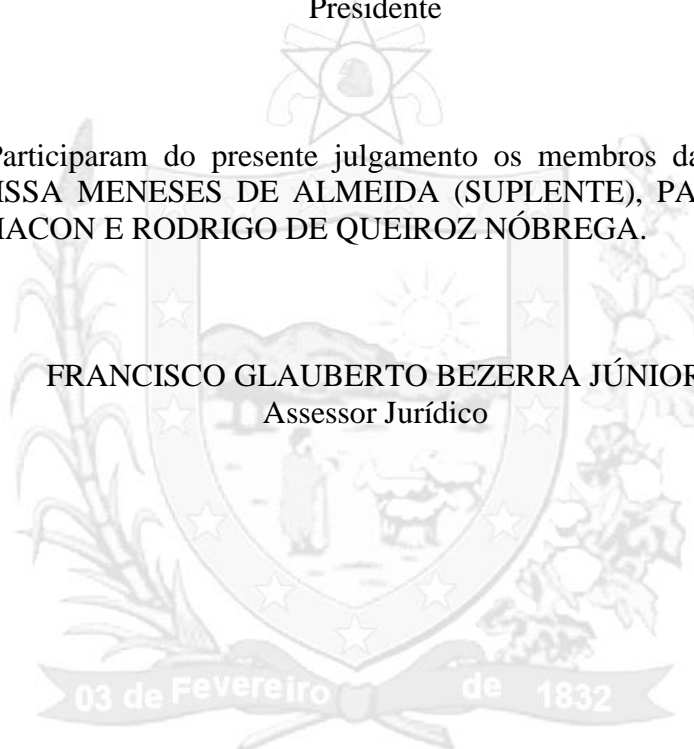 Presidente
Participaram do presente julgamento os membros da
ISSA MENESES DE ALMEIDA (SUPLENTE), PA
IACON E RODRIGO DE QUEIROZ NÓBREGA.
FRANCISCO GLAUBERTO BEZERRA JÚNIOR
Assessor Jurídico
03 de Fevereiro de 1832